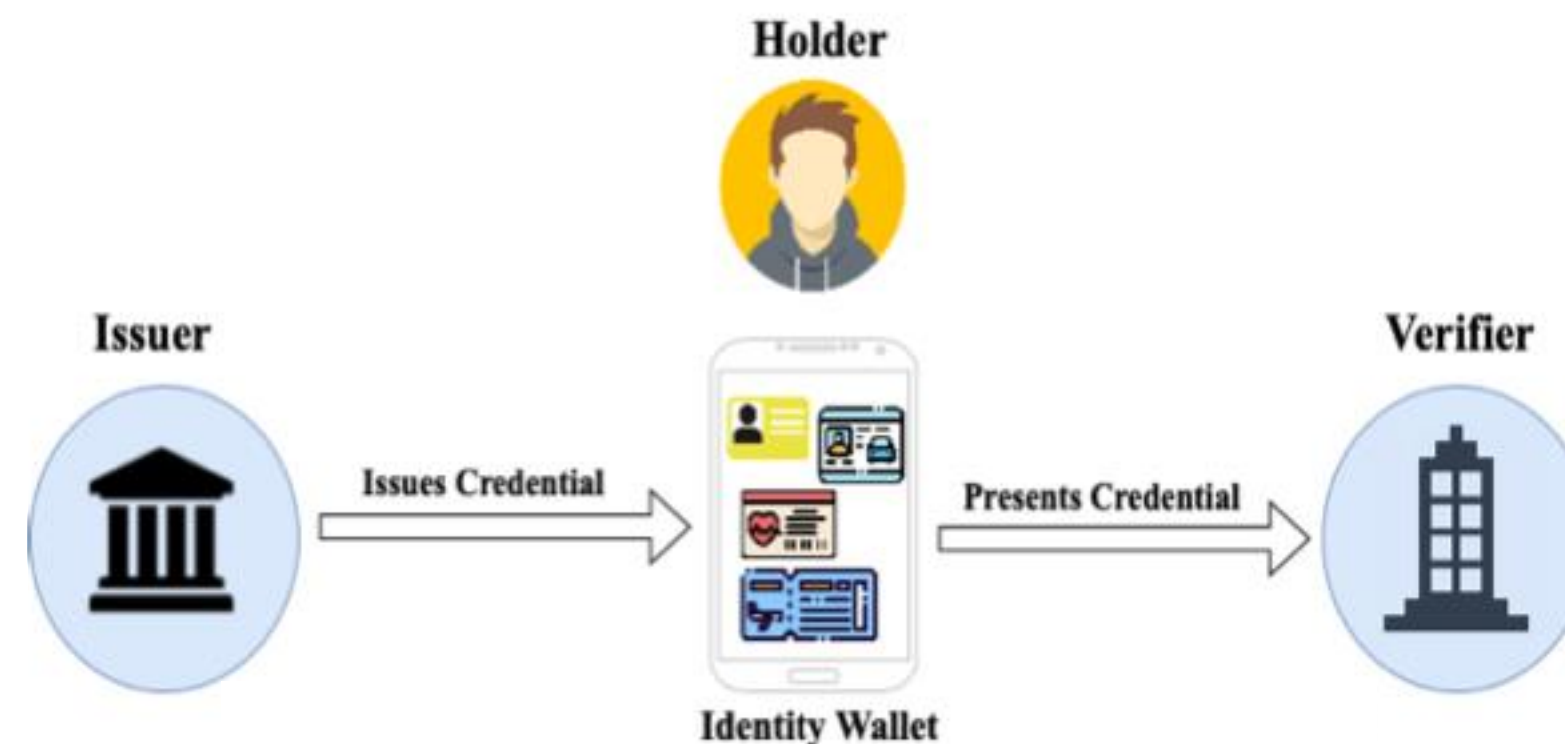 Holder
Issuer
Verifier
Issues Credential
Presents Credential
Identity Wallet